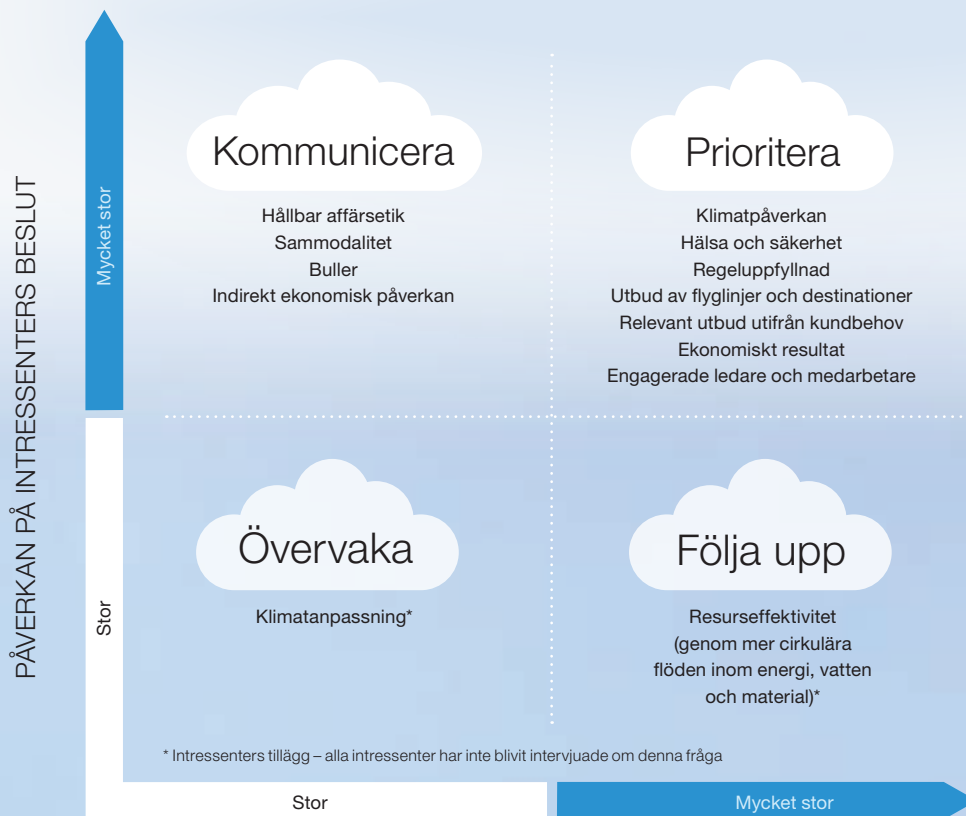 PÅVERKAN PÅ INTRESSENTERS BESLUT
Mycket stor
Stor
Kommunicera
Hållbar affärsetik
Sammodalitet
Buller
Indirekt ekonomisk påverkan
Prioritera
Klimatpåverkan
Hälsa och säkerhet
Regeluppfyllnad
Utbud av flyglinjer och destinationer
Relevant utbud utifrån kundbehov
Ekonomiskt resultat
Engagerade ledare och medarbetare
Övervaka
Klimatanpassning*
Följa upp
Resurseffektivitet
(genom mer cirkulära
flöden inom energi, vatten
och material)*
* Intressenters tillägg – alla intressenter har inte blivit intervjuade om denna fråga
Stor
Mycket stor